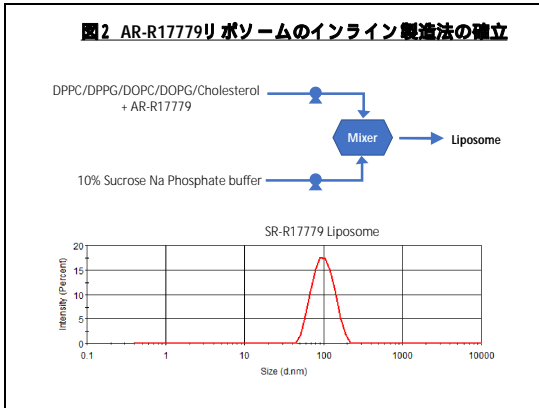 図2 AR-R17779リポソームのインライン製造法の確立
DPPC/DPPG/DOPC/DOPG/Cholesterol
+ AR-R17779
Mixer
Liposome
10% Sucrose Na Phosphate buffer
SR-R17779 Liposome
Intensity (Percent)
20
15
10
5
0
0.1 1 10 100 1000 10000
Size (d.nm)